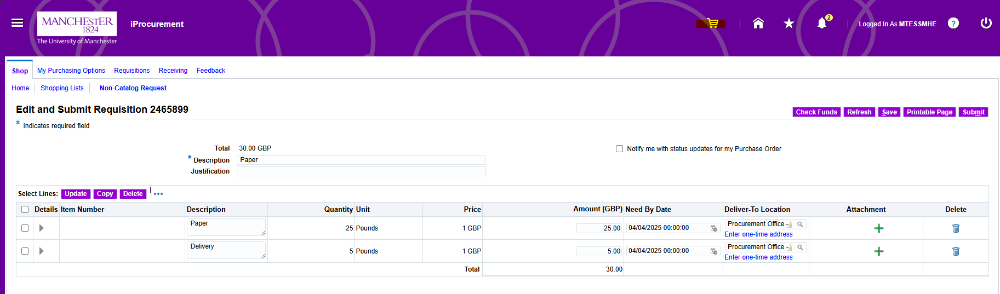 MANCHESTER
1824
The University of Manchester
iProcurement
2
Logged In As MTESSMHE
?
Shop My Purchasing Options Requisitions Receiving Feedback
Home Shopping Lists Non-Catalog Request
Edit and Submit Requisition 2465899
Check Funds Refresh Save Printable Page Submit
* Indicates required field
Total 30.00 GBP
Notify me with status updates for my Purchase Order
* Description Paper
Justification
Select Lines: Update Copy Delete | •••
Details Item Number Description Quantity Unit Price Amount (GBP) Need By Date Deliver-To Location Attachment Delete
Paper 25 Pounds 1 GBP 25.00 04/04/2025 00:00:00 Procurement Office -
Enter one-time address
Delivery 5 Pounds 1 GBP 5.00 04/04/2025 00:00:00 Procurement Office -
Enter one-time address
Total 30.00